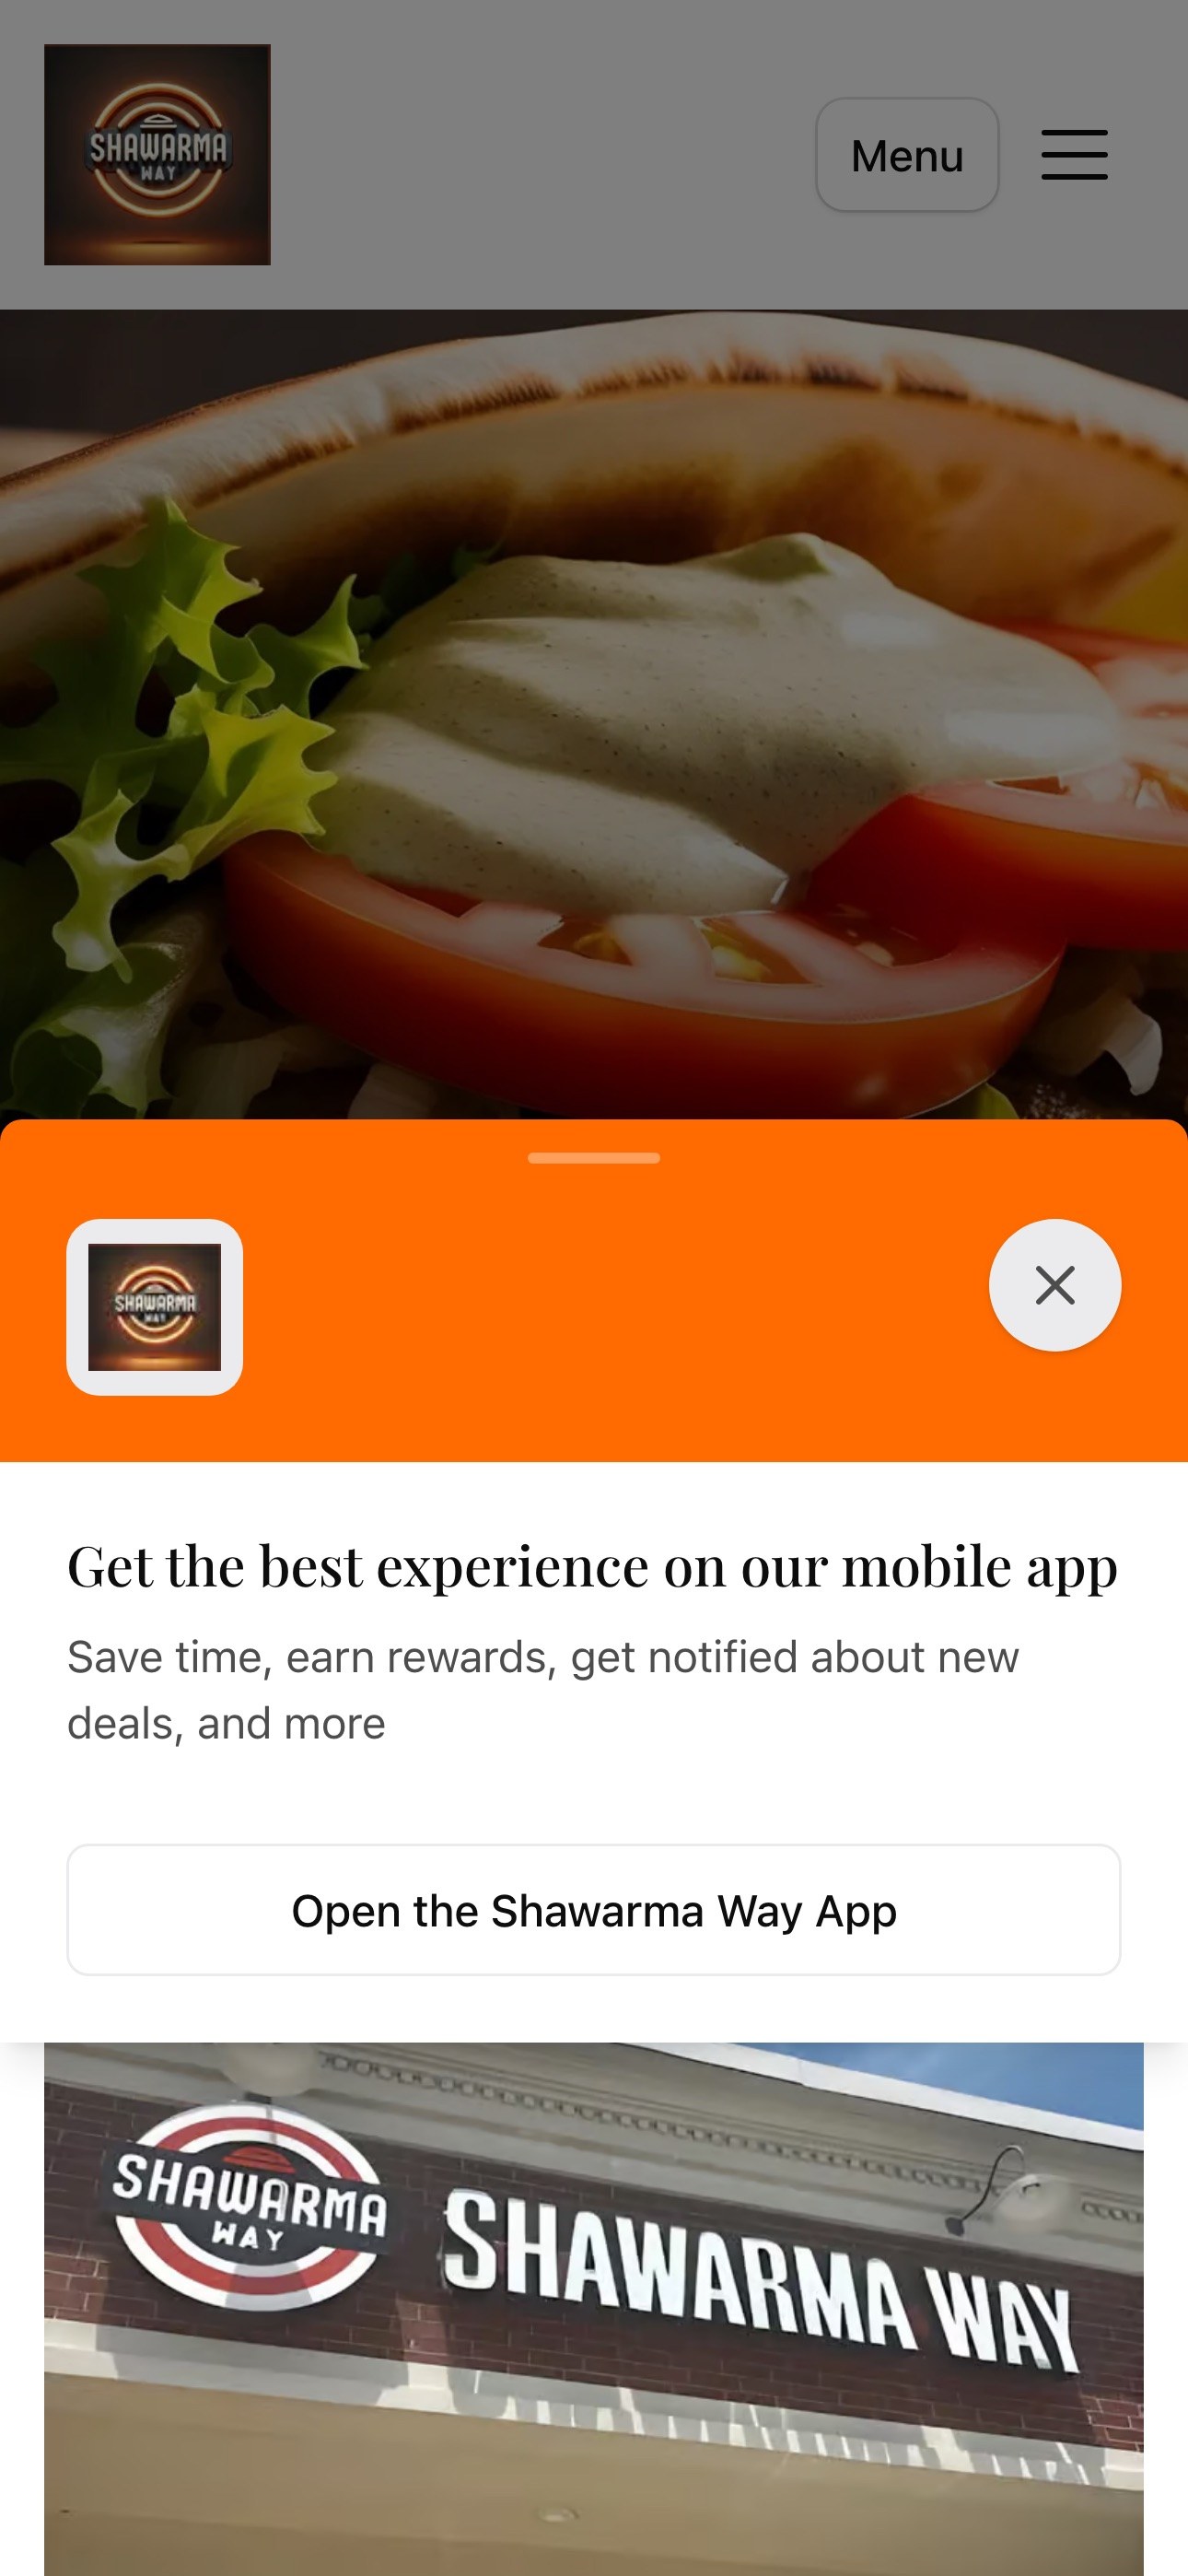 SHAWARMA
WAY
Menu
SHAWARMA
WAY
Get the best experience on our mobile app
Save time, earn rewards, get notified about new
deals, and more
Open the Shawarma Way App
SHAWARMA
WAY
SHAWARMA WAY